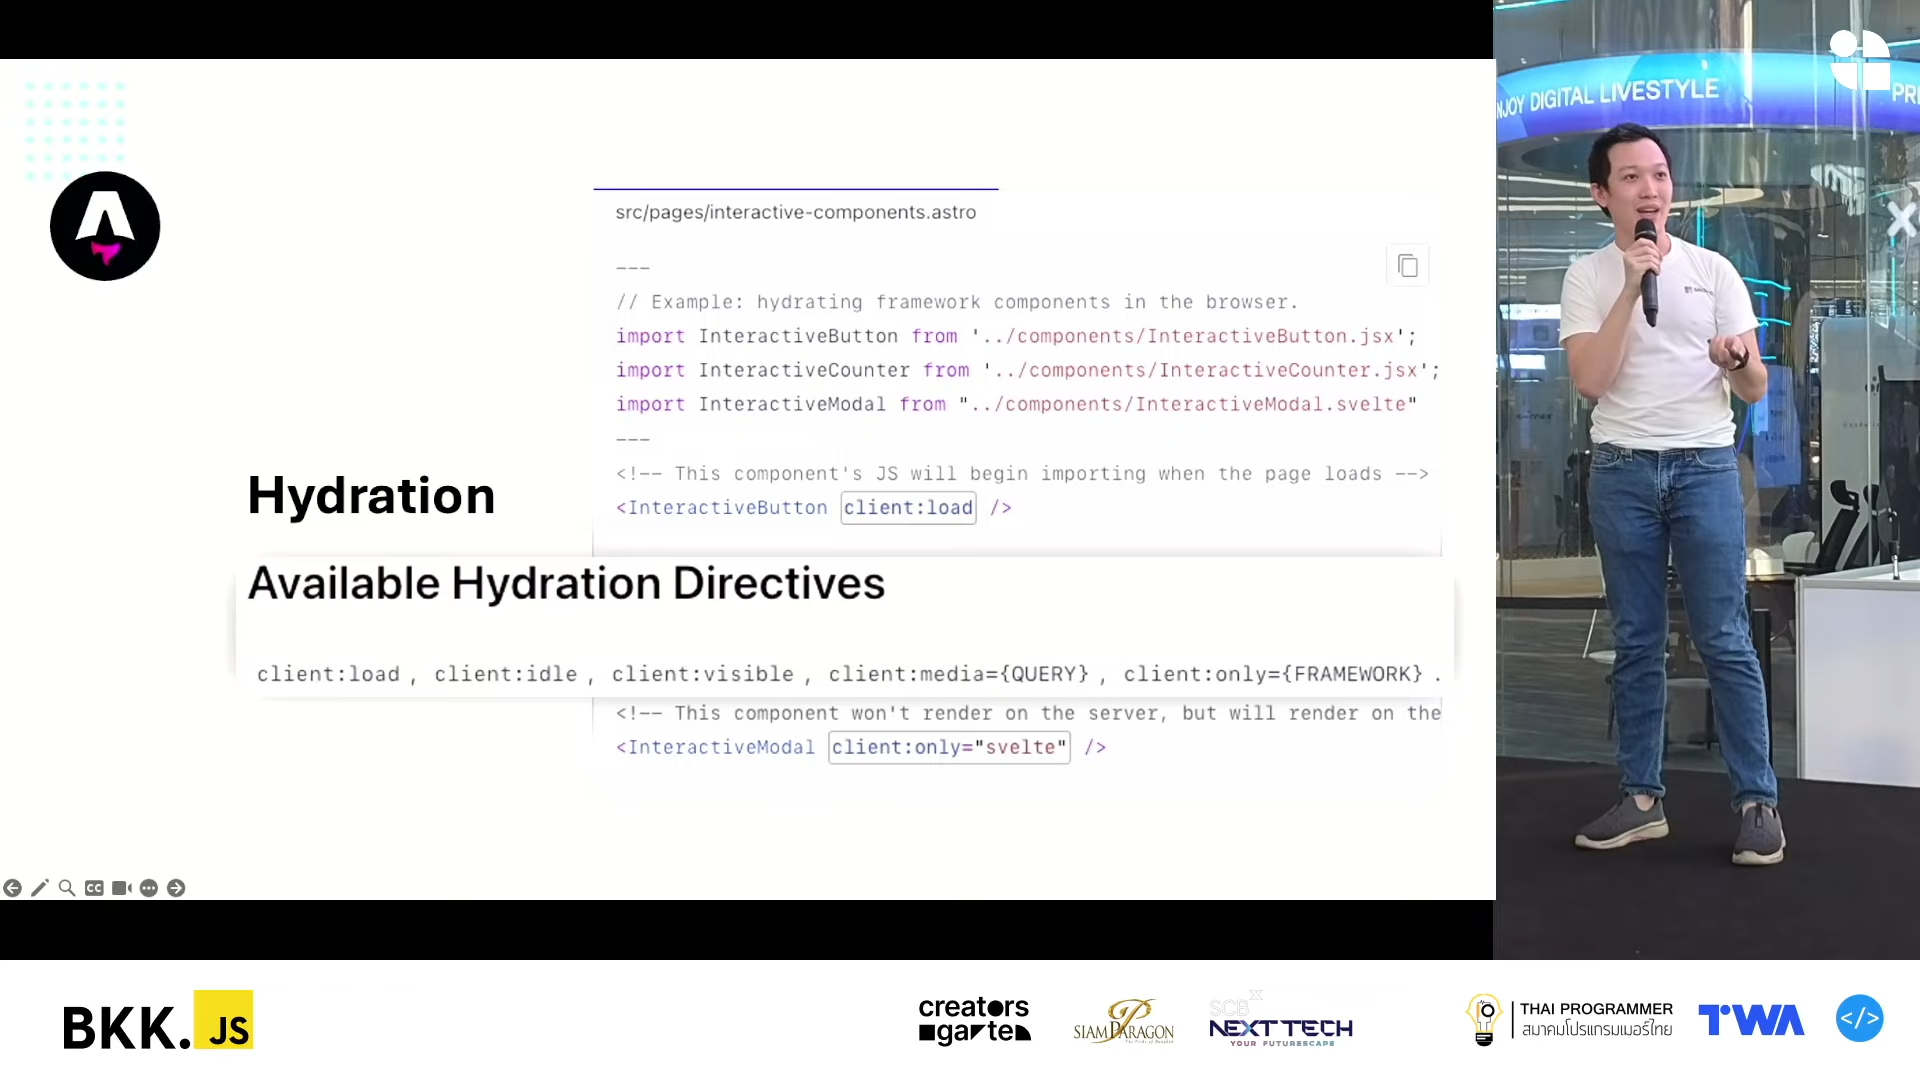 NJOY DIGITAL LIVESTYLE
src/pages/interactive-components.astro
---
// Example: hydrating framework components in the browser.
import InteractiveButton from '../components/InteractiveButton.jsx';
import InteractiveCounter from '../components/InteractiveCounter.jsx';
import InteractiveModal from "../components/InteractiveModal.svelte"
---
<!-- This component's JS will begin importing when the page loads -->
<InteractiveButton client:load />
Hydration
Available Hydration Directives
client:load , client:idle , client:visible , client:media={QUERY} , client:only={FRAMEWORK} .
<!-- This component won't render on the server, but will render on the
<InteractiveModal client:only="svelte" />
CC
BKK.JS
creators
garten
SIAM PARAGON
SCBX
NEXT TECH
YOUR FUTURESCAPE
THAI PROGRAMMER
สมาคมโปรแกรมเมอร์ไทย
TWA
</>